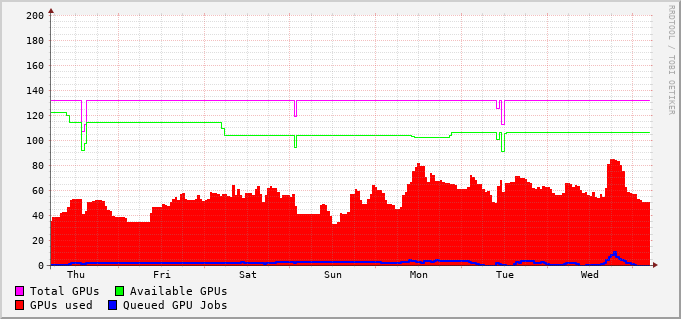 200
180
160
140
120
100
80
60
40
20
0
Thu Fri Sat Sun Mon Tue Wed
Total GPUs Available GPUs
GPUs used Queued GPU Jobs
RRDTOOL / TOBI OETIKER